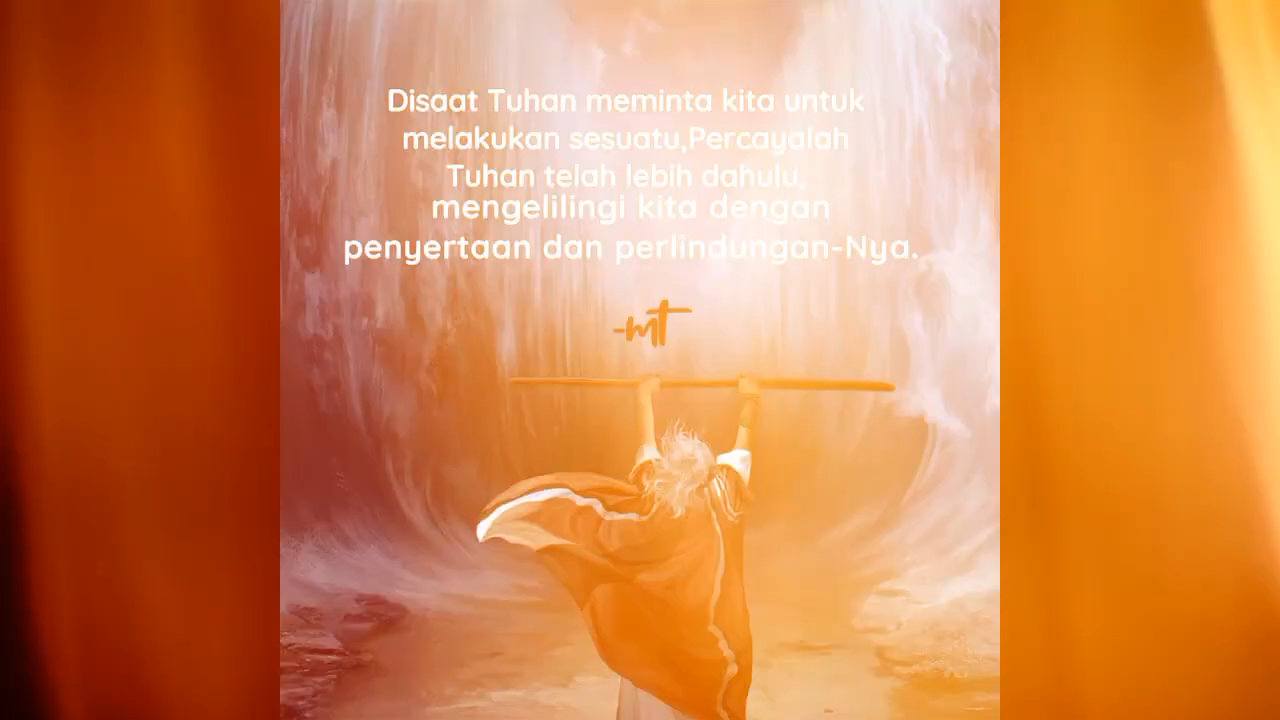 Disaat Tuhan meminta kita untuk
melakukan sesuatu,Percayalah
Tuhan telah lebih dahulu,
mengelilingi kita dengan
penyertaan dan perlindungan-Nya.
-mt